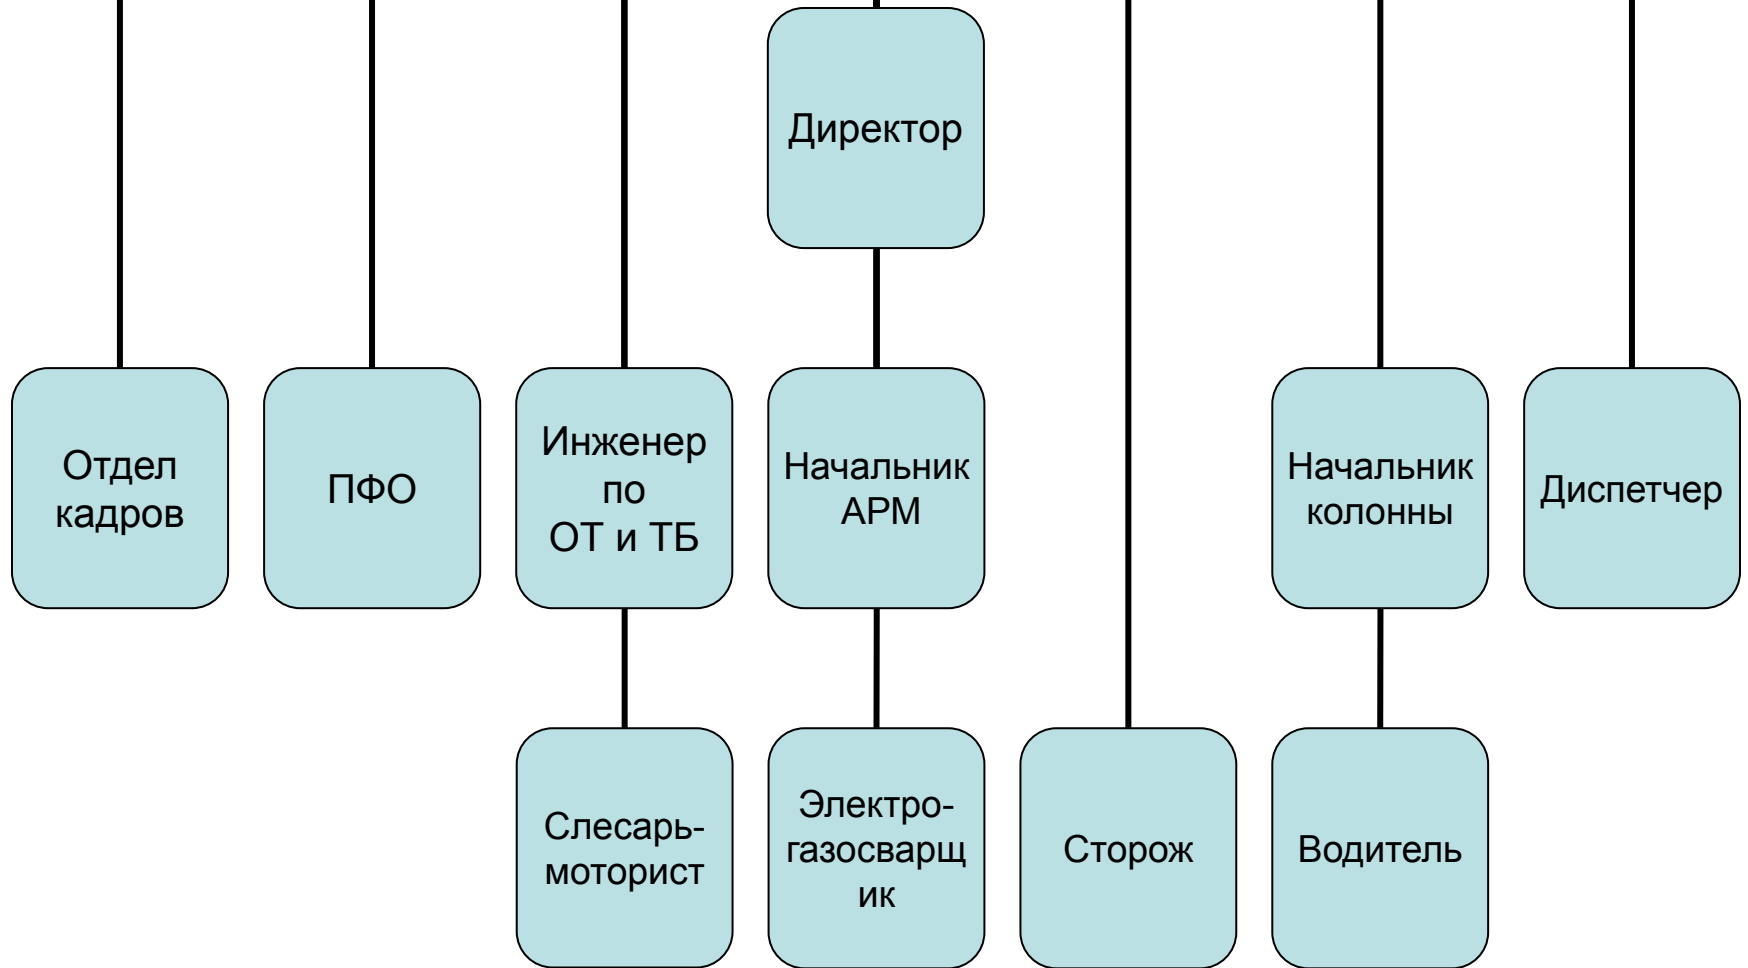 Директор
Отдел
кадров
ПФО
Инженер
по
ОТ и ТБ
Начальник
АРМ
Начальник
колонны
Диспетчер
Слесарь-
моторист
Электро-
газосварщ
ик
Сторож
Водитель